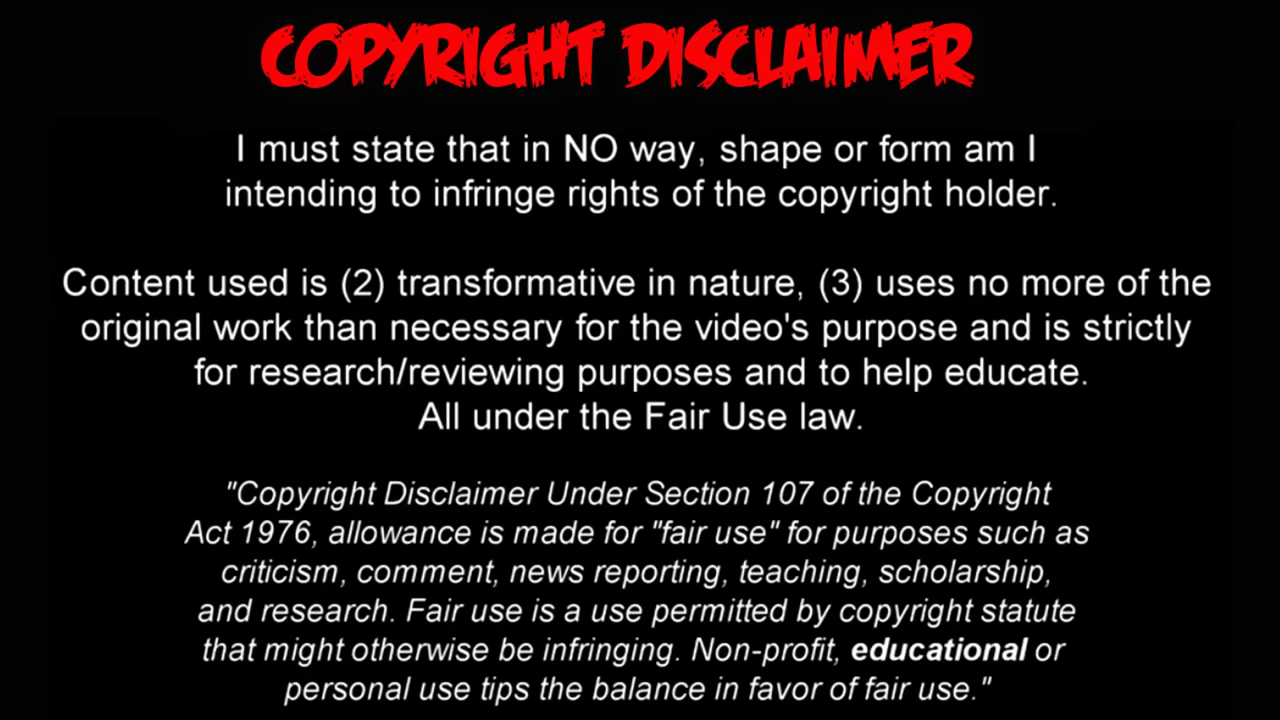 COPYRIGHT DISCLAIMER
I must state that in NO way, shape or form am I
intending to infringe rights of the copyright holder.
Content used is (2) transformative in nature, (3) uses no more of the
original work than necessary for the video's purpose and is strictly
for research/reviewing purposes and to help educate.
All under the Fair Use law.
"Copyright Disclaimer Under Section 107 of the Copyright
Act 1976, allowance is made for "fair use" for purposes such as
criticism, comment, news reporting, teaching, scholarship,
and research. Fair use is a use permitted by copyright statute
that might otherwise be infringing. Non-profit, educational or
personal use tips the balance in favor of fair use."